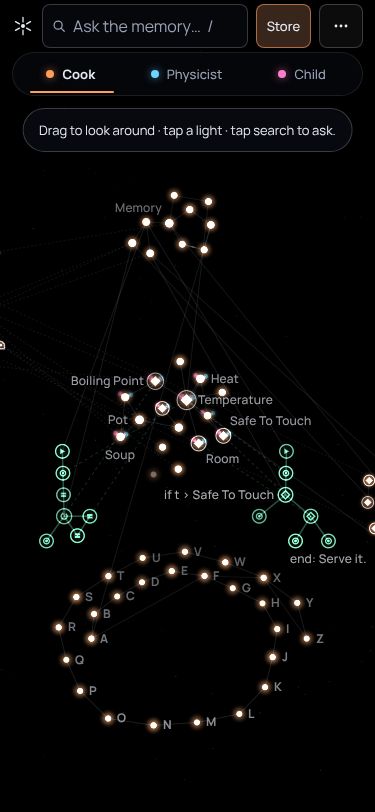 Ask the memory... /
Store
...
Cook
Physicist
Child
Drag to look around · tap a light · tap search to ask.
Memory
Boiling Point
Heat
Temperature
Pot
Safe To Touch
Soup
Room
if t > Safe To Touch
end: Serve it.
U
V
W
T
E
F
X
D
G
S
C
H
Y
B
R
A
I
Z
Q
J
P
K
O
N
M
L